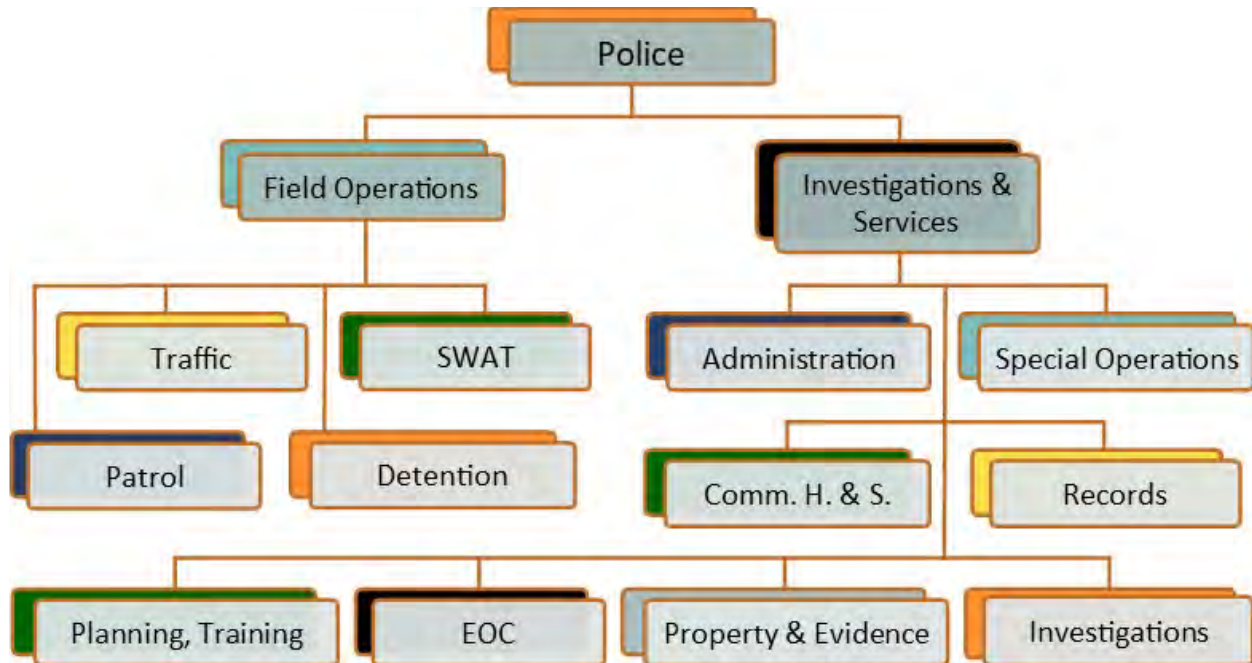 Police
Field Operations
Investigations &
Services
Traffic
SWAT
Administration
Special Operations
Patrol
Detention
Comm. H. & S.
Records
Planning, Training
EOC
Property & Evidence
Investigations